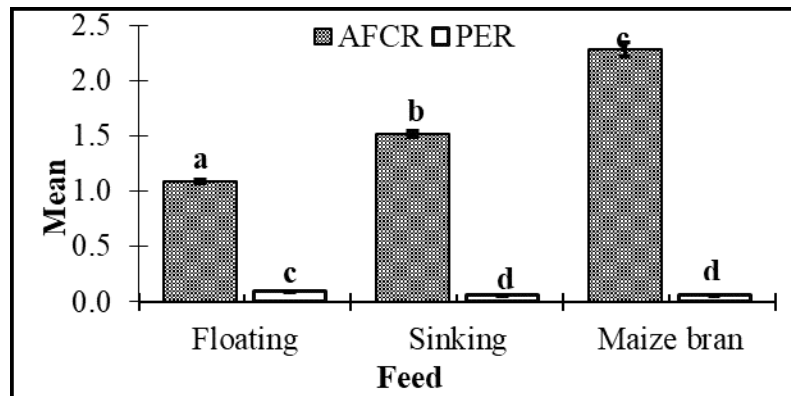 2.5
AFCR PER
c
2.0
b
1.5
a
Mean
1.0
0.5
c
d
d
0.0
Floating Sinking Maize bran
Feed